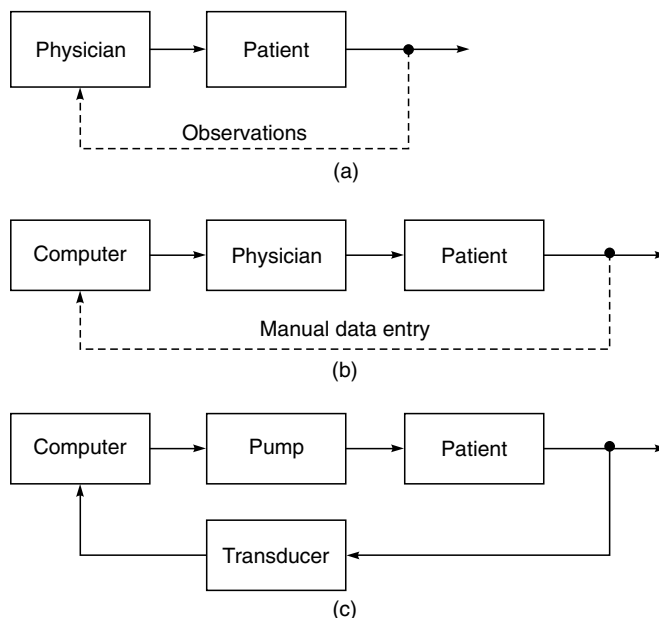 Physician Patient
Observations
(a)
Computer Physician Patient
Manual data entry
(b)
Computer Pump Patient
Transducer
(c)